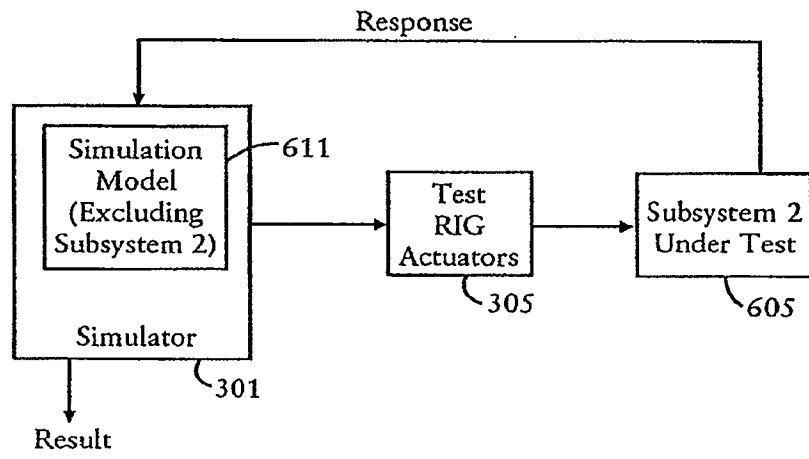 Response
Simulation
Model
(Excluding
Subsystem 2)
611
Simulator
301
Result
Test
RIG
Actuators
305
Subsystem 2
Under Test
605